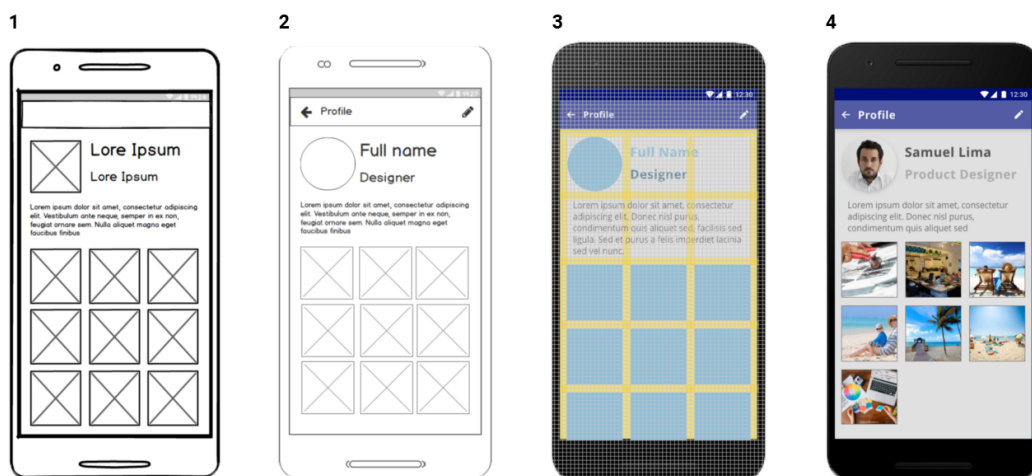 1
Lore Ipsum
Lore Ipsum
Lorem ipsum dolor sit amet, consectetur adipiscing
elit. Vestibulum ante neque, semper in ex non,
feugiat ornare sem. Nulla aliquet magna eget
faucibus finibus
2
Profile
Full name
Designer
Lorem ipsum dolor sit amet, consectetur adipiscing
elit. Vestibulum ante neque, semper in ex non,
feugiat ornare sem. Nulla aliquet magna eget
faucibus finibus
3
12:30
Profile
Full Name
Designer
Lorem ipsum dolor sit amet, consectetur
adipiscing elit. Donec nisl purus,
condimentum quis aliquet sed, facilisis sed
ligula. Sed et purus a felis imperdiet lacinia
sed vel nunc.
4
12:30
Profile
Samuel Lima
Product Designer
Lorem ipsum dolor sit amet, consectetur
adipiscing elit. Donec nisl purus,
condimentum quis aliquet sed